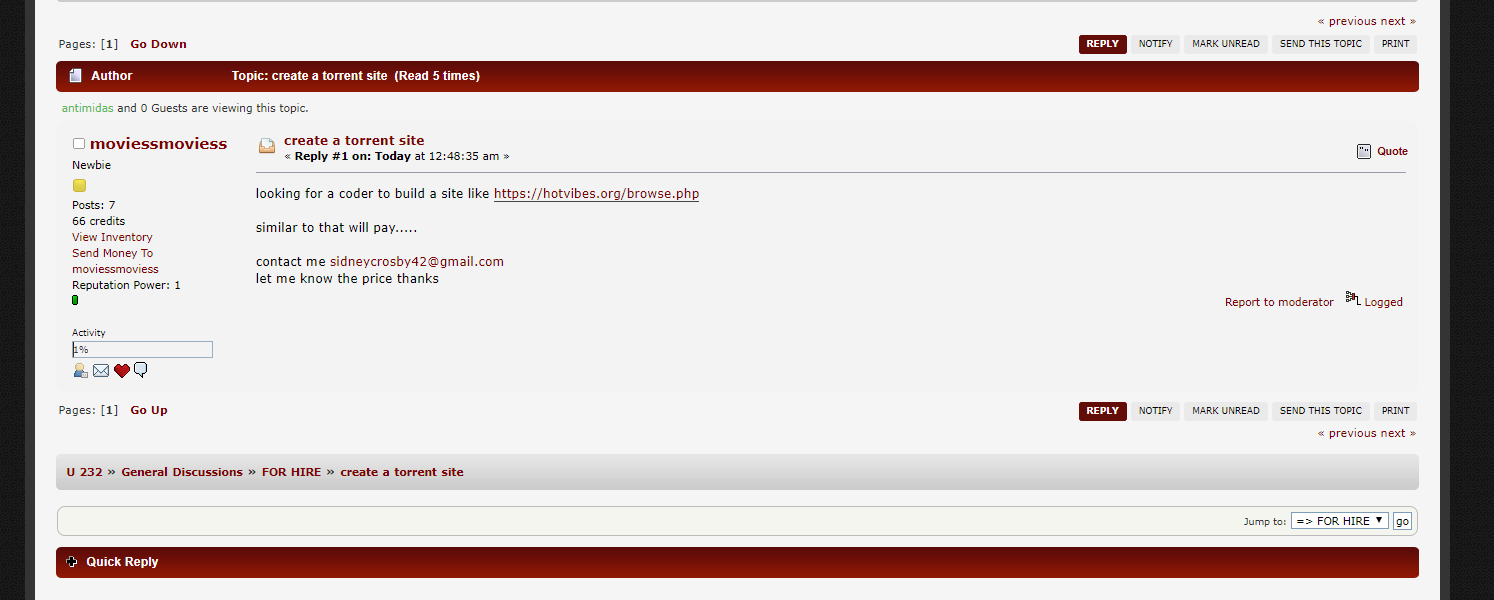 « previous next »
Pages: [1] Go Down
REPLY NOTIFY MARK UNREAD SEND THIS TOPIC PRINT
Author Topic: create a torrent site (Read 5 times)
antimidas and 0 Guests are viewing this topic.
moviessmoviess
Newbie
Posts: 7
66 credits
View Inventory
Send Money To
moviessmoviess
Reputation Power: 1
Activity
1%
create a torrent site
« Reply #1 on: Today at 12:48:35 am »
Quote
looking for a coder to build a site like https://hotvibes.org/browse.php
similar to that will pay.....
contact me sidneycrosby42@gmail.com
let me know the price thanks
Report to moderator Logged
Pages: [1] Go Up
REPLY NOTIFY MARK UNREAD SEND THIS TOPIC PRINT
« previous next »
U 232 » General Discussions » FOR HIRE » create a torrent site
Jump to: => FOR HIRE go
Quick Reply